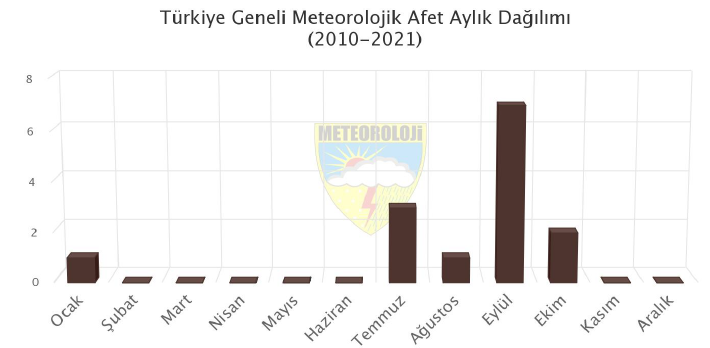 Türkiye Geneli Meteorolojik Afet Aylık Dağılımı
(2010-2021)
8
6
4
2
0
METEOROLOJİ
Ocak
Şubat
Mart
Nisan
Mayıs
Haziran
Temmuz
Ağustos
Eylül
Ekim
Kasım
Aralık